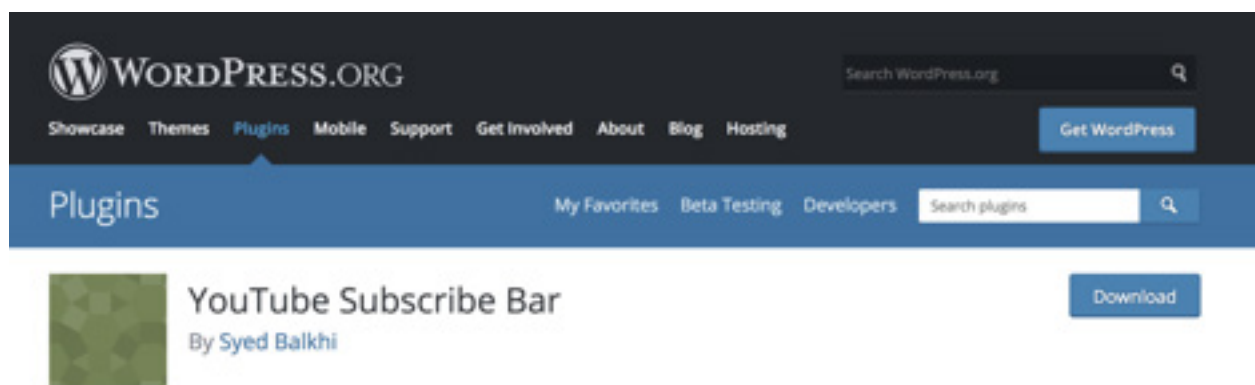 WORDPRESS.ORG
Search WordPress.org
Showcase Themes Plugins Mobile Support Get Involved About Blog Hosting
Get WordPress
Plugins
My Favorites Beta Testing Developers
Search plugins
YouTube Subscribe Bar
Download
By Syed Balkhi